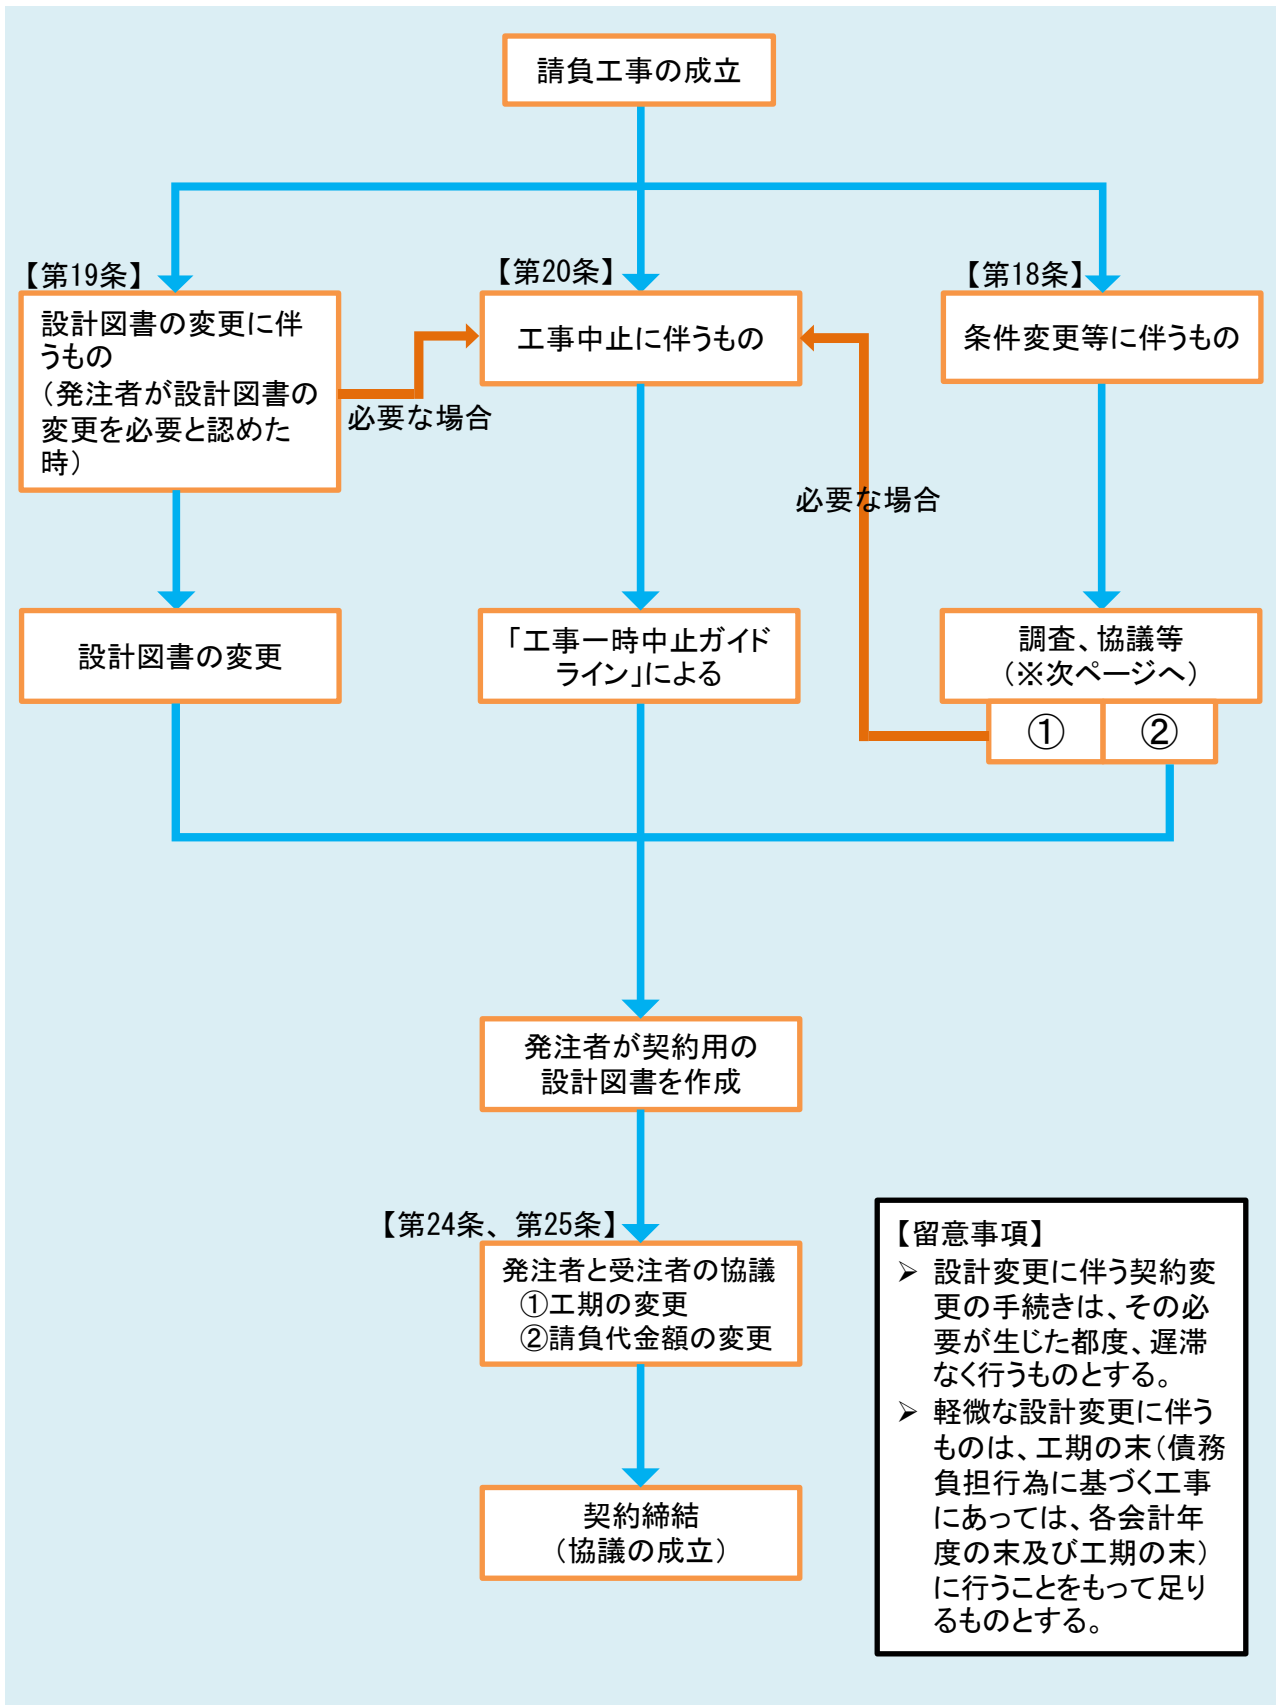 請負工事の成立
【第19条】
設計図書の変更に伴
うもの
（発注者が設計図書の
変更を必要と認めた
時）
必要な場合
【第20条】
工事中止に伴うもの
【第18条】
条件変更等に伴うもの
必要な場合
設計図書の変更
「工事一時中止ガイド
ライン」による
調査、協議等
（※次ページへ）
①
②
発注者が契約用の
設計図書を作成
【第24条、第25条】
発注者と受注者の協議
①工期の変更
②請負代金額の変更
契約締結
（協議の成立）
【留意事項】
➢ 設計変更に伴う契約変
更の手続きは、その必
要が生じた都度、遅滞
なく行うものとする。
➢ 軽微な設計変更に伴う
ものは、工期の末（債務
負担行為に基づく工事
にあっては、各会計年
度の末及び工期の末）
に行うことをもって足り
るものとする。